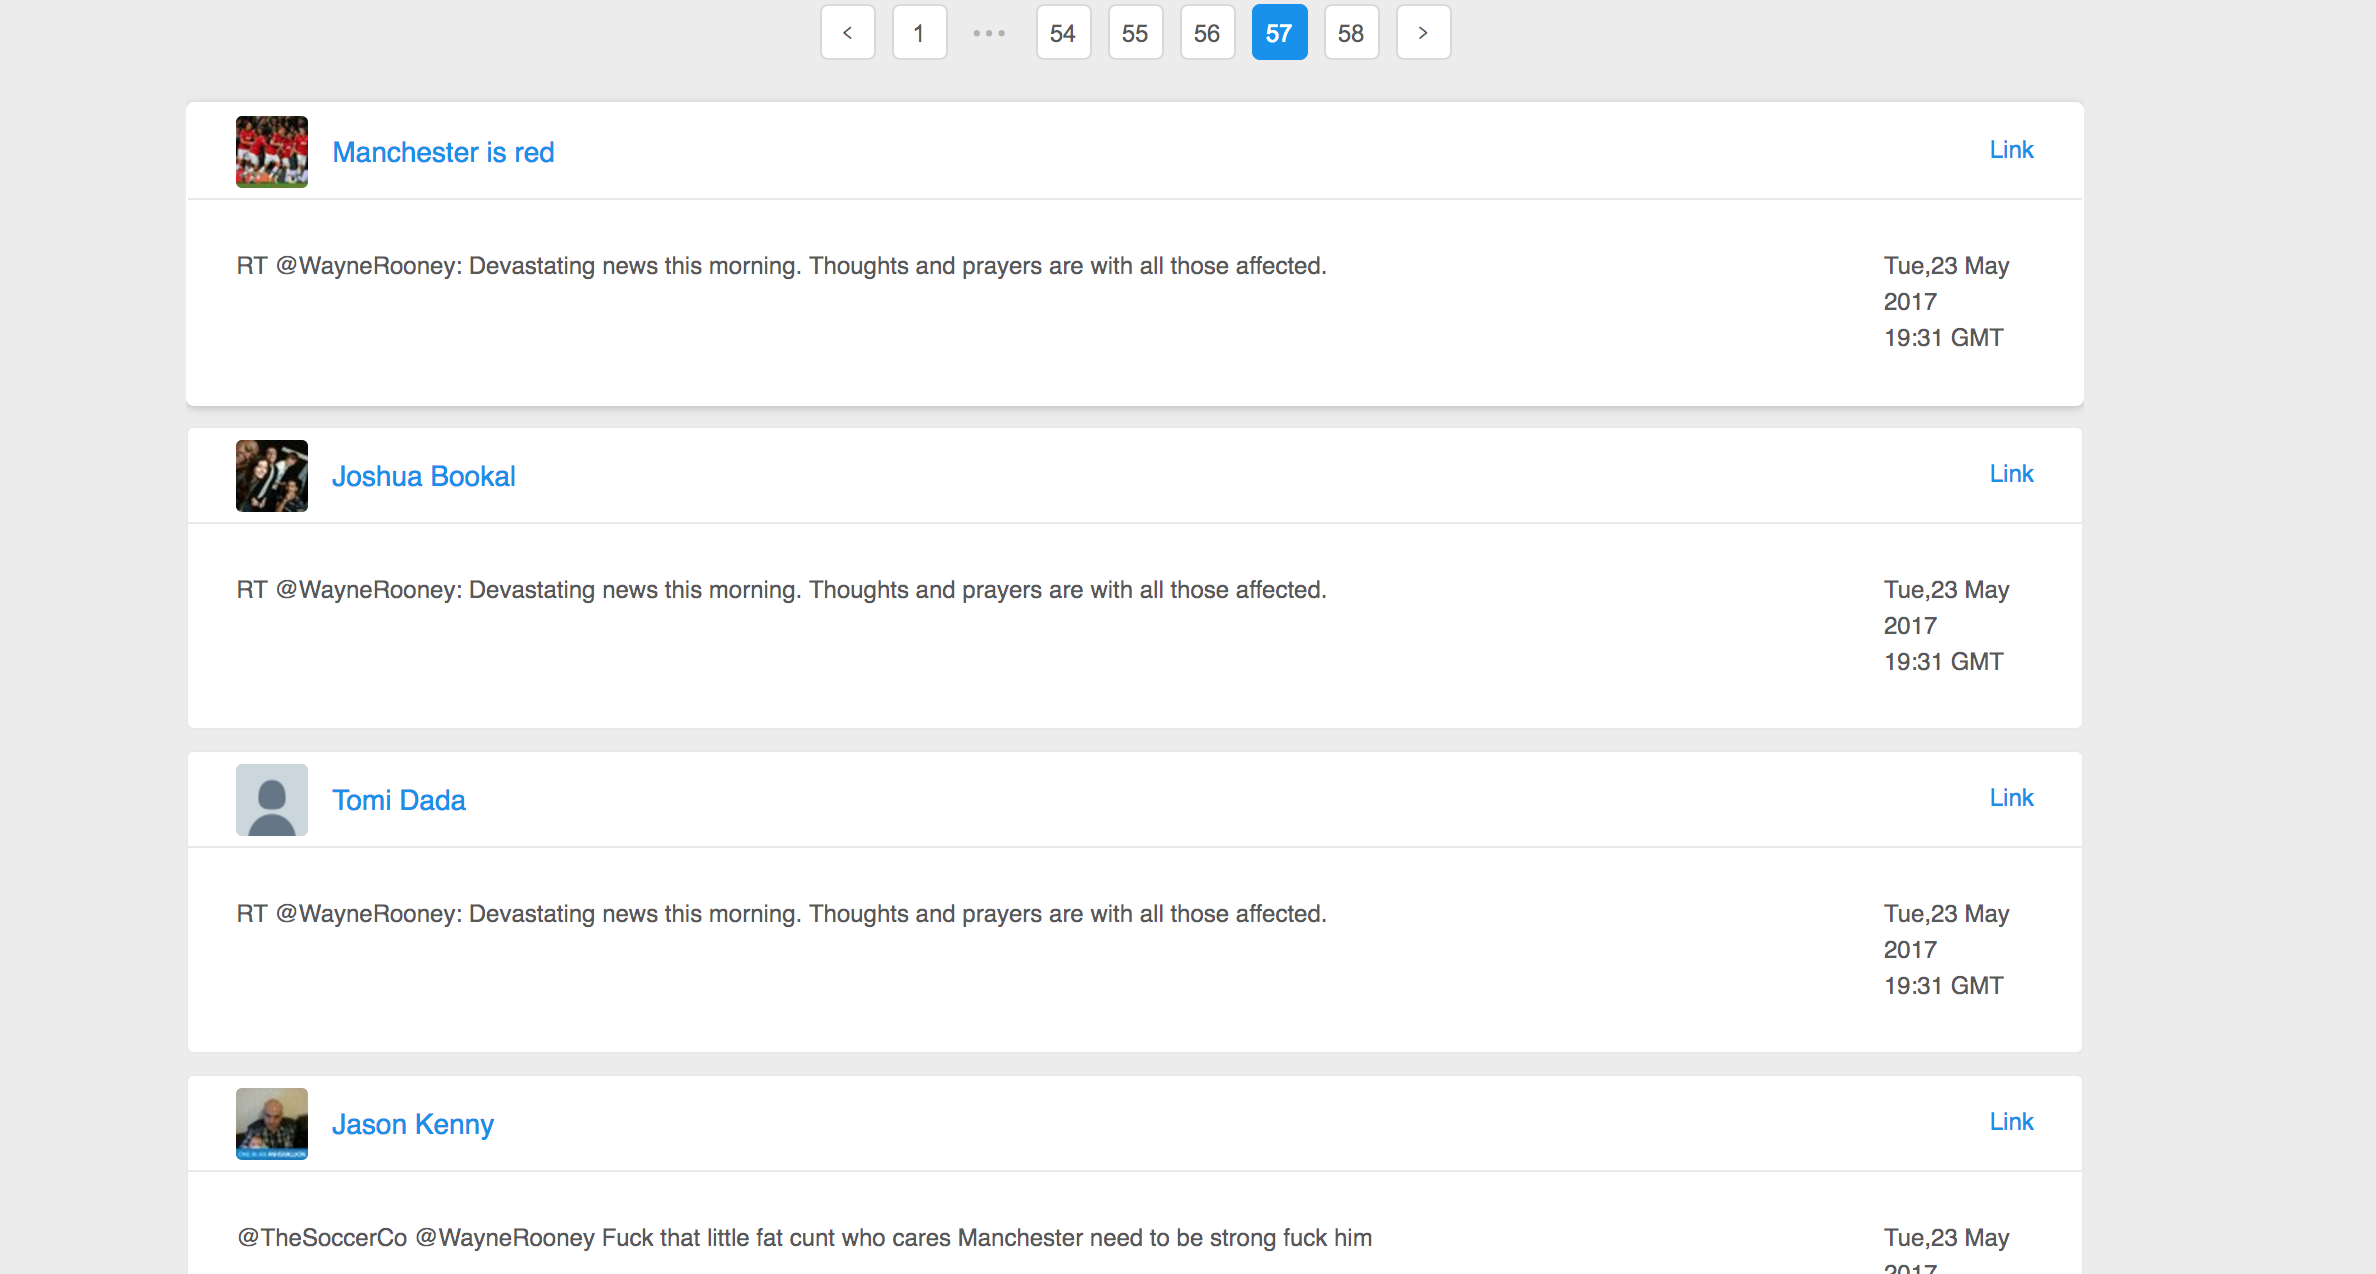 < 1 ••• 54 55 56 57 58 >
Manchester is red
Link
RT @WayneRooney: Devastating news this morning. Thoughts and prayers are with all those affected.
Tue,23 May
2017
19:31 GMT
Joshua Bookal
Link
RT @WayneRooney: Devastating news this morning. Thoughts and prayers are with all those affected.
Tue,23 May
2017
19:31 GMT
Tomi Dada
Link
RT @WayneRooney: Devastating news this morning. Thoughts and prayers are with all those affected.
Tue,23 May
2017
19:31 GMT
Jason Kenny
Link
@TheSoccerCo @WayneRooney Fuck that little fat cunt who cares Manchester need to be strong fuck him
Tue,23 May
2017